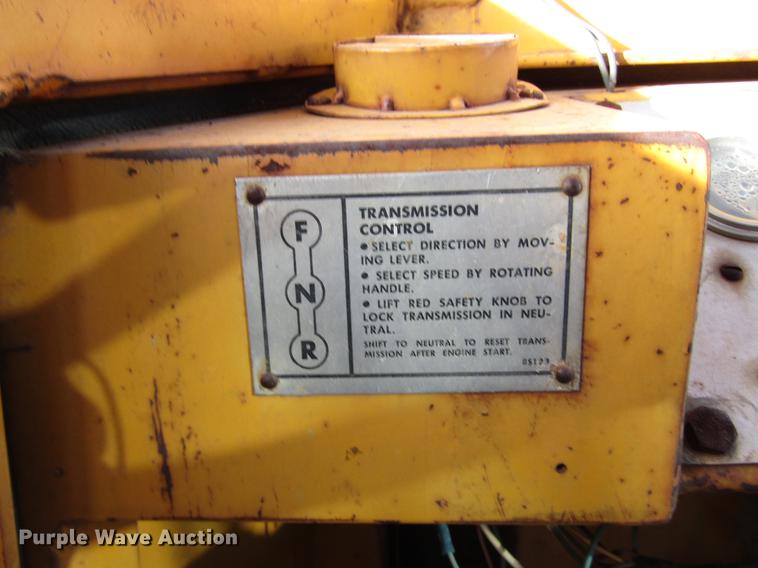 F
N
R
TRANSMISSION
CONTROL
• SELECT DIRECTION BY MOV-
ING LEVER.
• SELECT SPEED BY ROTATING
HANDLE.
• LIFT RED SAFETY KNOB TO
LOCK TRANSMISSION IN NEU-
TRAL.
SHIFT TO NEUTRAL TO RESET TRANS-
MISSION AFTER ENGINE START.
Purple Wave Auction